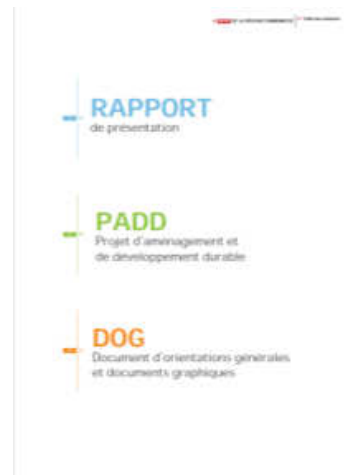 RAPPORT
de présentation
PADD
Projet d'aménagement et
de développement durable
DOG
Document d'orientations générales
et documents graphiques